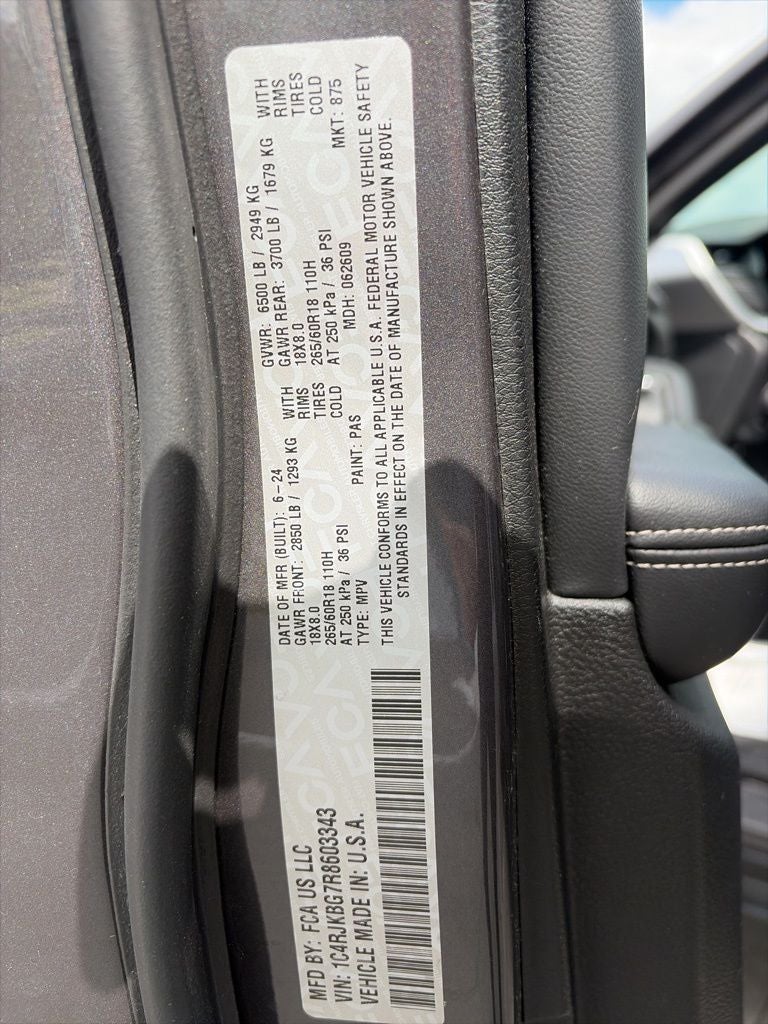 MFD BY: FCA US LLC
VIN: 1C4RJKBG7R8603343
VEHICLE MADE IN: U.S.A.
DATE OF MFR (BUILT): 6-24
GAWR FRONT: 2850 LB / 1293 KG WITH
18X8.0 RIMS
265/60R18 110H TIRES
AT 250 kPa / 36 PSI COLD
TYPE: MPV PAINT: PAS
GVWR: 6500 LB / 2949 KG
GAWR REAR: 3700 LB / 1679 KG WITH
18X8.0 RIMS
265/60R18 110H TIRES
AT 250 kPa / 36 PSI COLD
MDH: 062609 MKT: 875
THIS VEHICLE CONFORMS TO ALL APPLICABLE U.S.A. FEDERAL MOTOR VEHICLE SAFETY
STANDARDS IN EFFECT ON THE DATE OF MANUFACTURE SHOWN ABOVE.